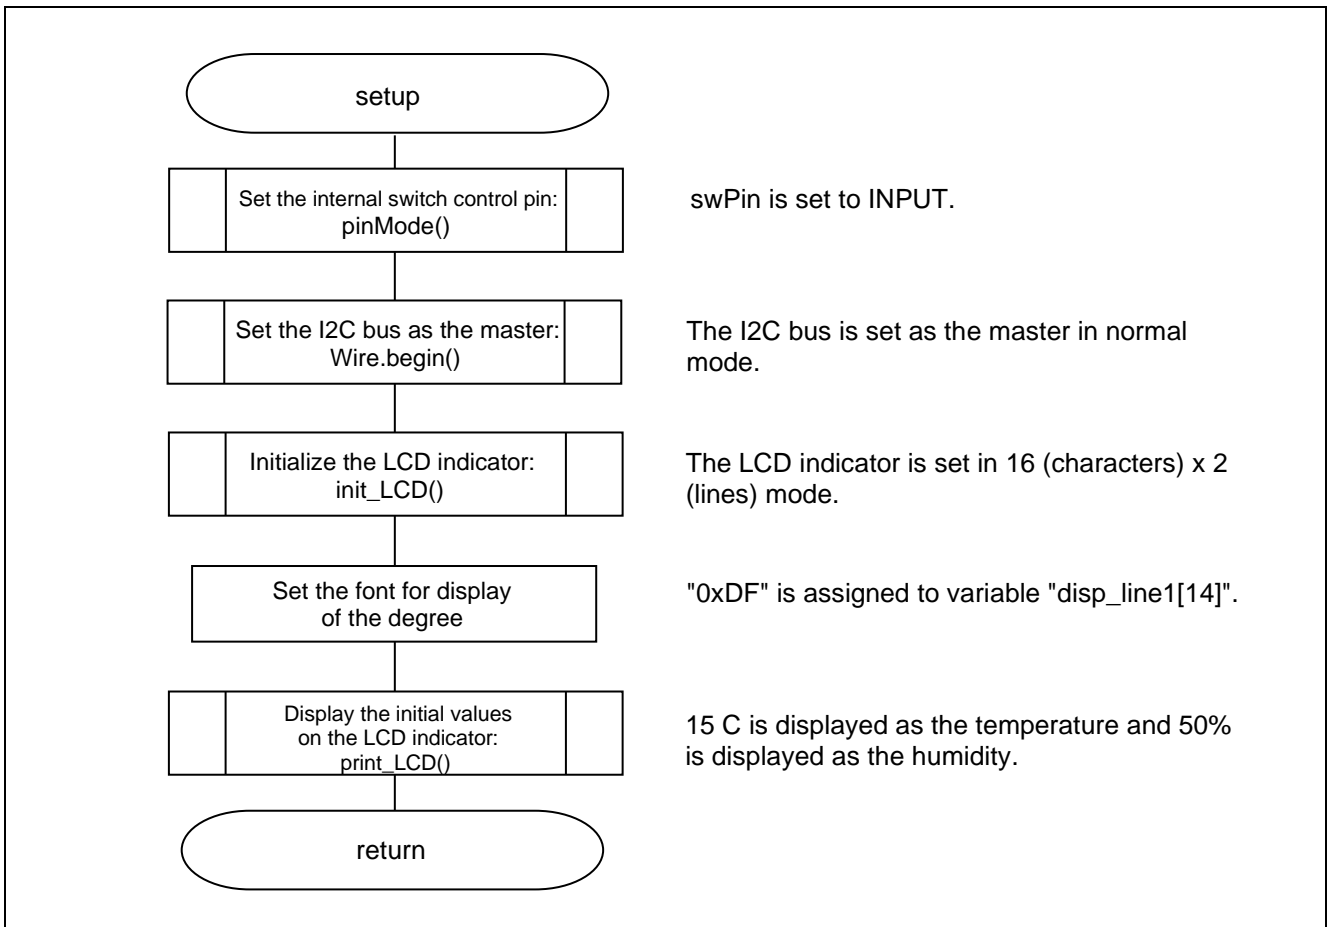 setup
Set the internal switch control pin:
pinMode()
swPin is set to INPUT.
Set the I2C bus as the master:
Wire.begin()
The I2C bus is set as the master in normal
mode.
Initialize the LCD indicator:
init_LCD()
The LCD indicator is set in 16 (characters) x 2
(lines) mode.
Set the font for display
of the degree
"0xDF" is assigned to variable "disp_line1[14]".
Display the initial values
on the LCD indicator:
print_LCD()
15 C is displayed as the temperature and 50%
is displayed as the humidity.
return